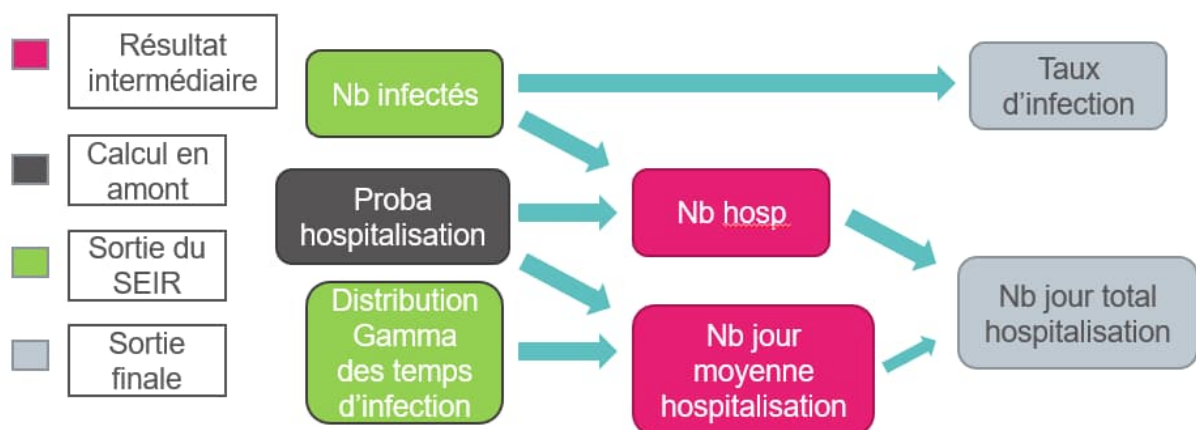 Résultat
intermédiaire
Calcul en
amont
Sortie du
SEIR
Sortie
finale
Nb infectés
Proba
hospitalisation
Distribution
Gamma
des temps
d'infection
Nb hosp
Nb jour
moyenne
hospitalisation
Taux
d'infection
Nb jour total
hospitalisation